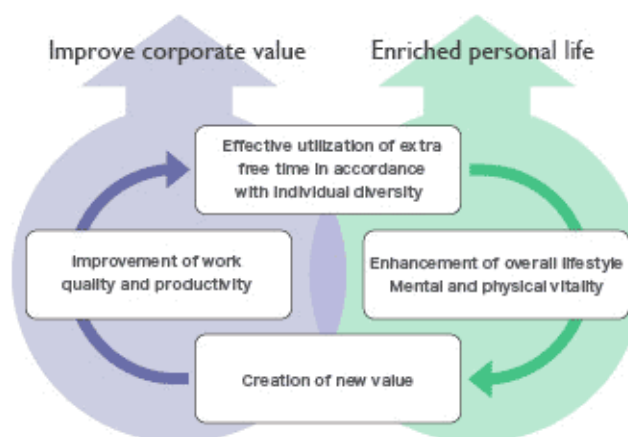 Improve corporate value
Enriched personal life
Effective utilization of extra
free time in accordance
with individual diversity
Improvement of work
quality and productivity
Enhancement of overall lifestyle
Mental and physical vitality
Creation of new value